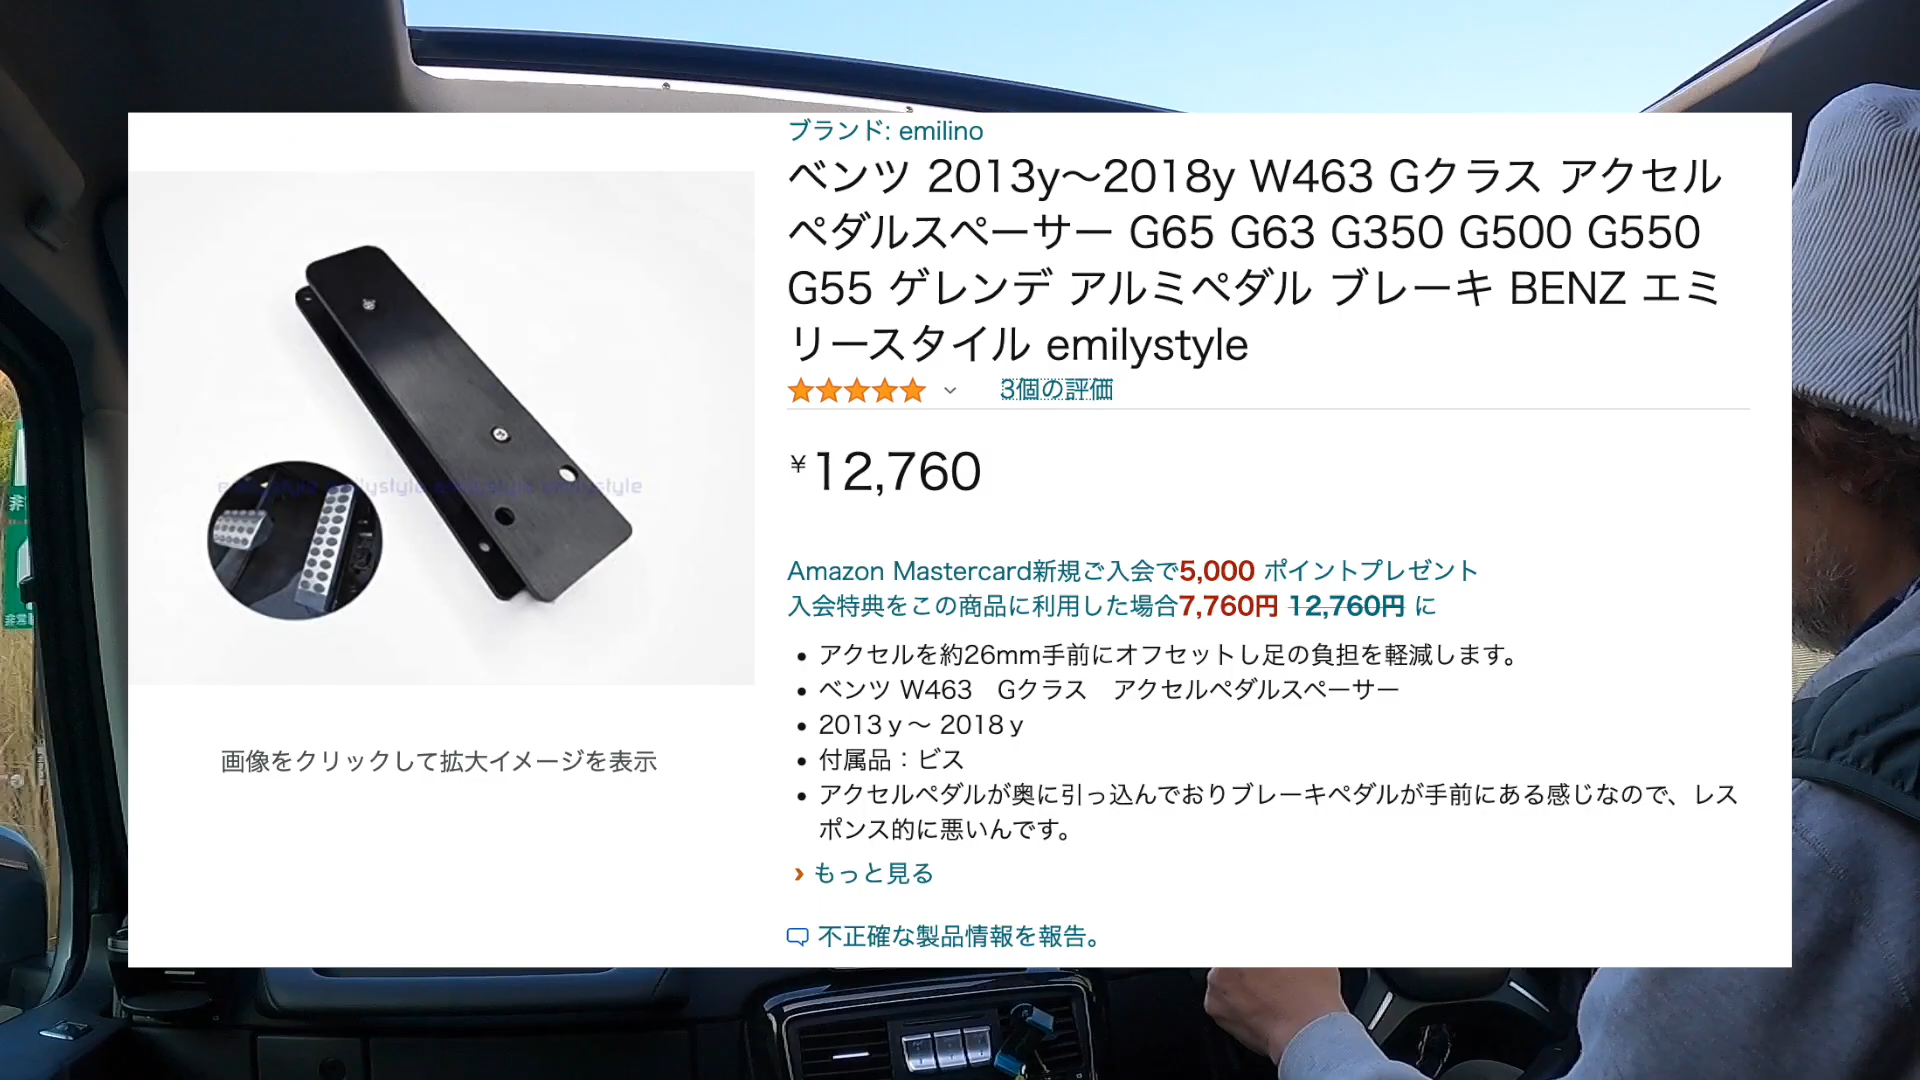 ブランド: emilino
ベンツ 2013y〜2018y W463 Gクラス アクセル
ペダルスペーサー G65 G63 G350 G500 G550
G55 ゲレンデ アルミペダル ブレーキ BENZ エミ
リースタイル emilystyle
3個の評価
¥12,760
Amazon Mastercard新規ご入会で5,000 ポイントプレゼント
入会特典をこの商品に利用した場合7,760円 12,760円 に
• アクセルを約26mm手前にオフセットし足の負担を軽減します。
• ベンツ W463　Gクラス　アクセルペダルスペーサー
• 2013ｙ〜 2018ｙ
• 付属品：ビス
• アクセルペダルが奥に引っ込んでおりブレーキペダルが手前にある感じなので、レス
ポンス的に悪いんです。
› もっと見る
不正確な製品情報を報告。
画像をクリックして拡大イメージを表示